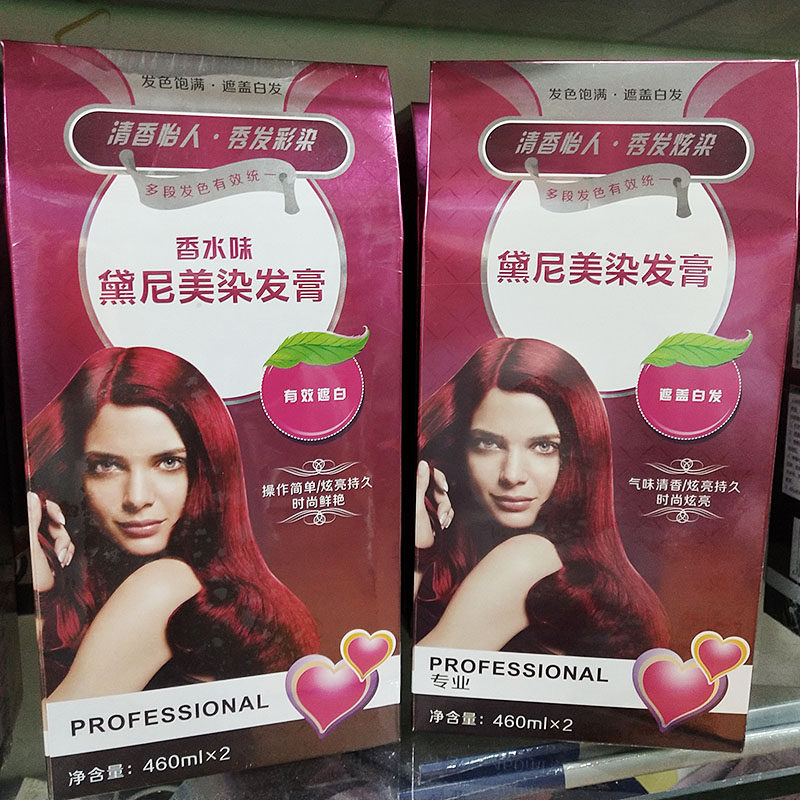 发色饱满·遮盖白发
清香怡人·秀发彩染
多段发色有效统一
香水味
黛尼美染发膏
有效遮白
操作简单/炫亮持久
时尚鲜艳
PROFESSIONAL
净含量：460ml×2
发色饱满·遮盖白发
清香怡人·秀发炫染
多段发色有效统一
黛尼美染发膏
遮盖白发
气味清香/炫亮持久
时尚炫亮
PROFESSIONAL
专业
净含量：460ml×2